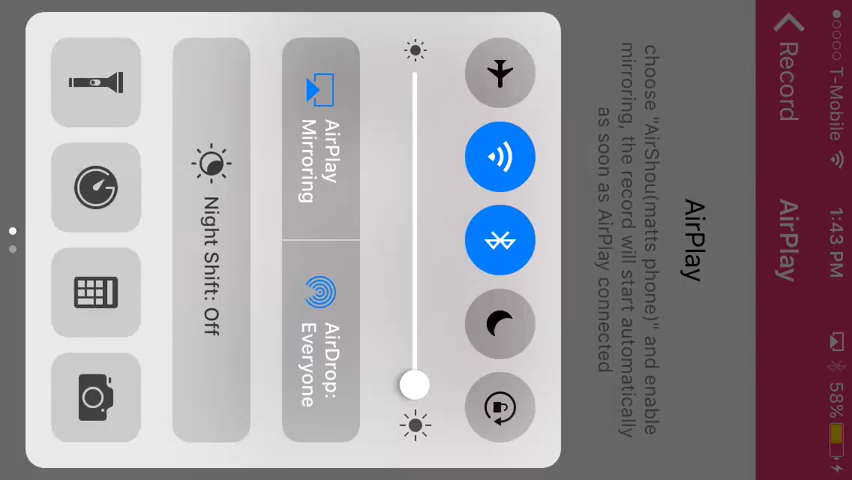 T-Mobile
1:43 PM
58%
Record
AirPlay
AirPlay
choose "AirShou(matts phone)" and enable
mirroring, the record will start automatically
as soon as AirPlay connected
AirPlay
Mirroring
AirDrop:
Everyone
Night Shift: Off